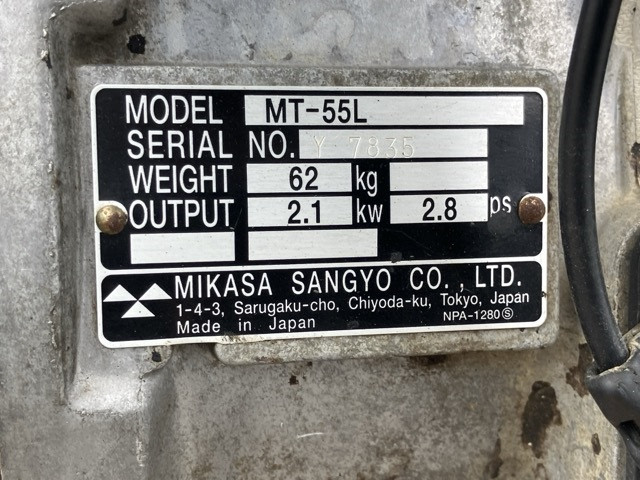 MODEL MT-55L
SERIAL NO. Y 7835
WEIGHT 62 kg
OUTPUT 2.1 kw 2.8 ps
MIKASA SANGYO CO., LTD.
1-4-3, Sarugaku-cho, Chiyoda-ku, Tokyo, Japan
Made in Japan NPA-1280Ⓢ